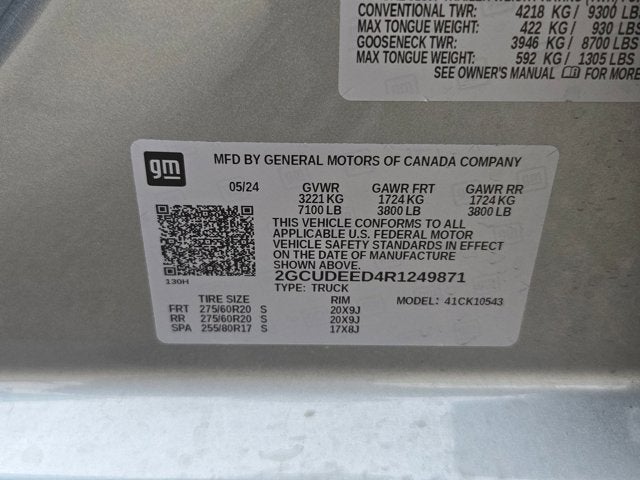 CONVENTIONAL TWR: 4218 KG / 9300 LBS
MAX TONGUE WEIGHT: 422 KG / 930 LBS
GOOSENECK TWR: 3946 KG / 8700 LBS
MAX TONGUE WEIGHT: 592 KG / 1305 LBS
SEE OWNER'S MANUAL FOR MORE
gm MFD BY GENERAL MOTORS OF CANADA COMPANY
05/24 GVWR GAWR FRT GAWR RR
3221 KG 1724 KG 1724 KG
7100 LB 3800 LB 3800 LB
THIS VEHICLE CONFORMS TO ALL
APPLICABLE U.S. FEDERAL MOTOR
VEHICLE SAFETY STANDARDS IN EFFECT
ON THE DATE OF MANUFACTURE
SHOWN ABOVE.
2GCUDEED4R1249871
130H TYPE: TRUCK
TIRE SIZE RIM MODEL: 41CK10543
FRT 275/60R20 S 20X9J
RR 275/60R20 S 20X9J
SPA 255/80R17 S 17X8J